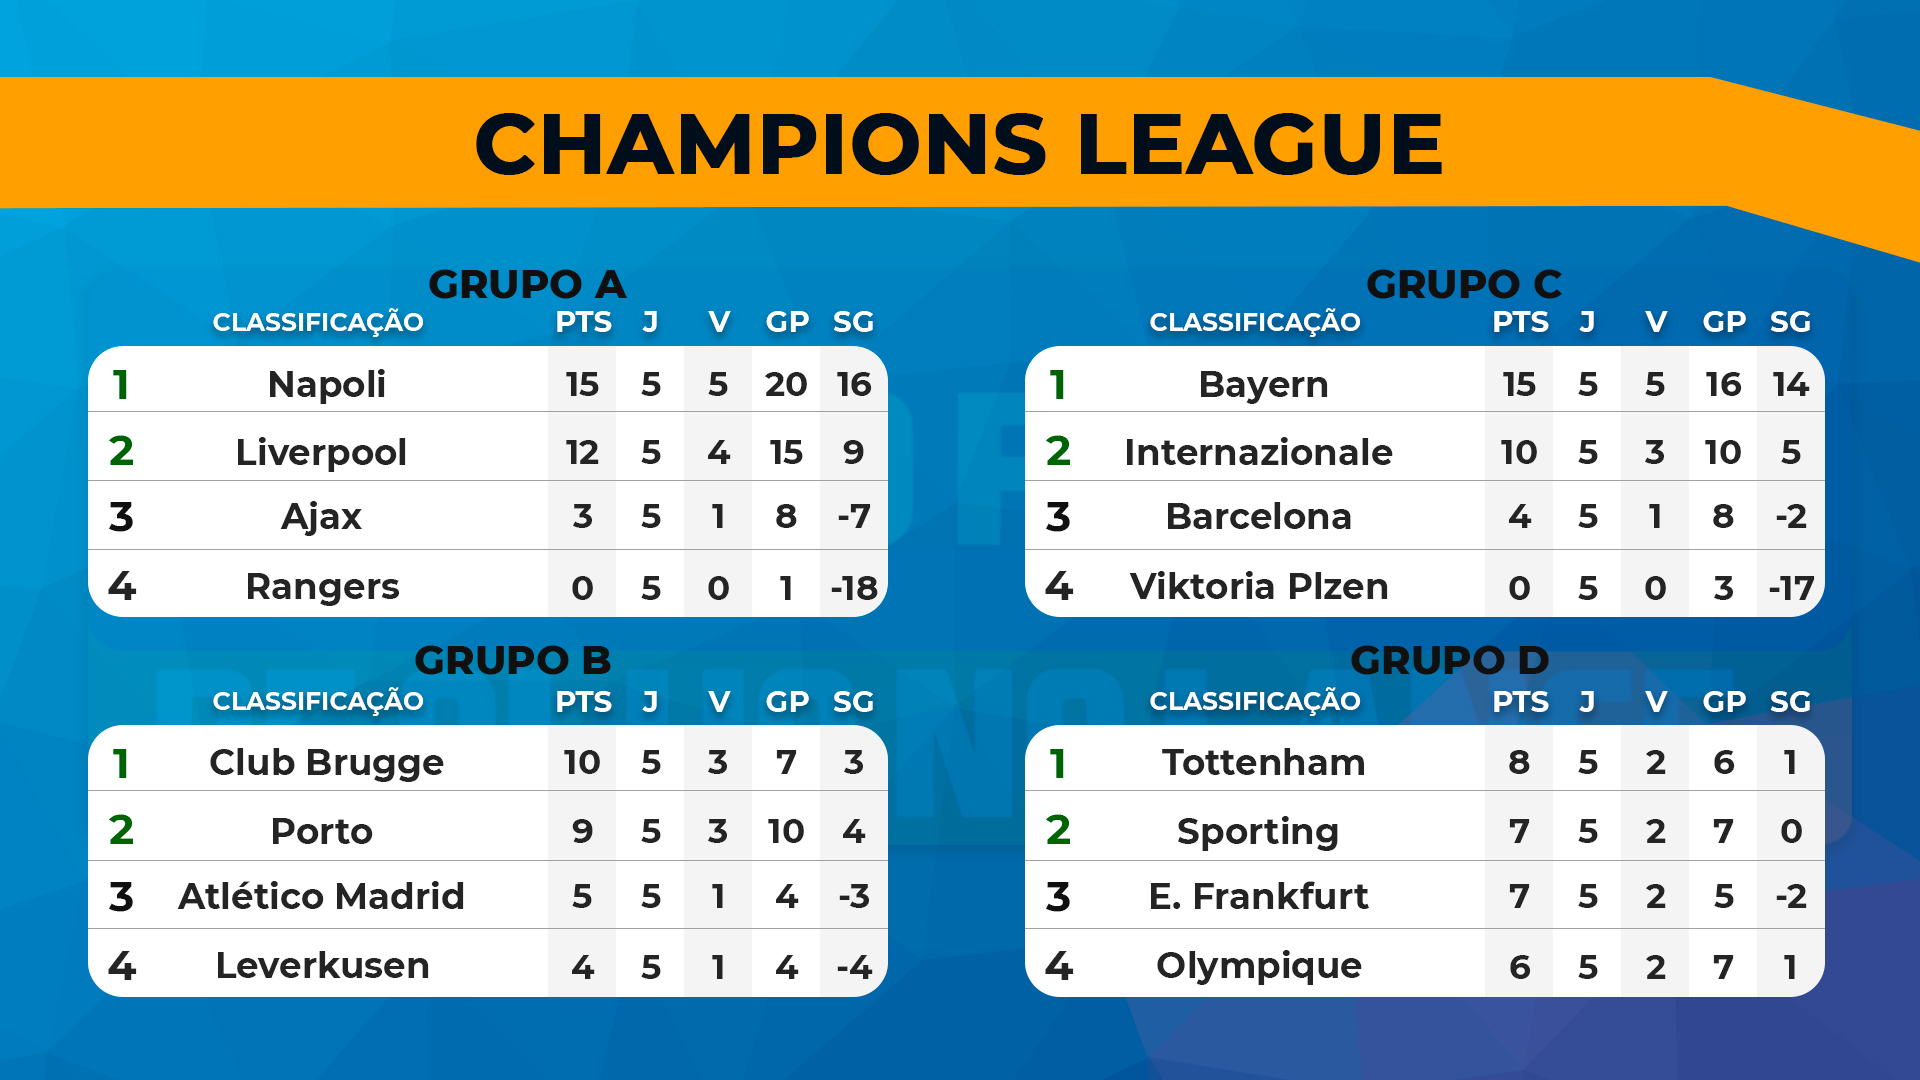 CHAMPIONS LEAGUE
GRUPO A
CLASSIFICAÇÃO PTS J V GP SG
1 Napoli 15 5 5 20 16
2 Liverpool 12 5 4 15 9
3 Ajax 3 5 1 8 -7
4 Rangers 0 5 0 1 -18
GRUPO B
CLASSIFICAÇÃO PTS J V GP SG
1 Club Brugge 10 5 3 7 3
2 Porto 9 5 3 10 4
3 Atlético Madrid 5 5 1 4 -3
4 Leverkusen 4 5 1 4 -4
GRUPO C
CLASSIFICAÇÃO PTS J V GP SG
1 Bayern 15 5 5 16 14
2 Internazionale 10 5 3 10 5
3 Barcelona 4 5 1 8 -2
4 Viktoria Plzen 0 5 0 3 -17
GRUPO D
CLASSIFICAÇÃO PTS J V GP SG
1 Tottenham 8 5 2 6 1
2 Sporting 7 5 2 7 0
3 E. Frankfurt 7 5 2 5 -2
4 Olympique 6 5 2 7 1